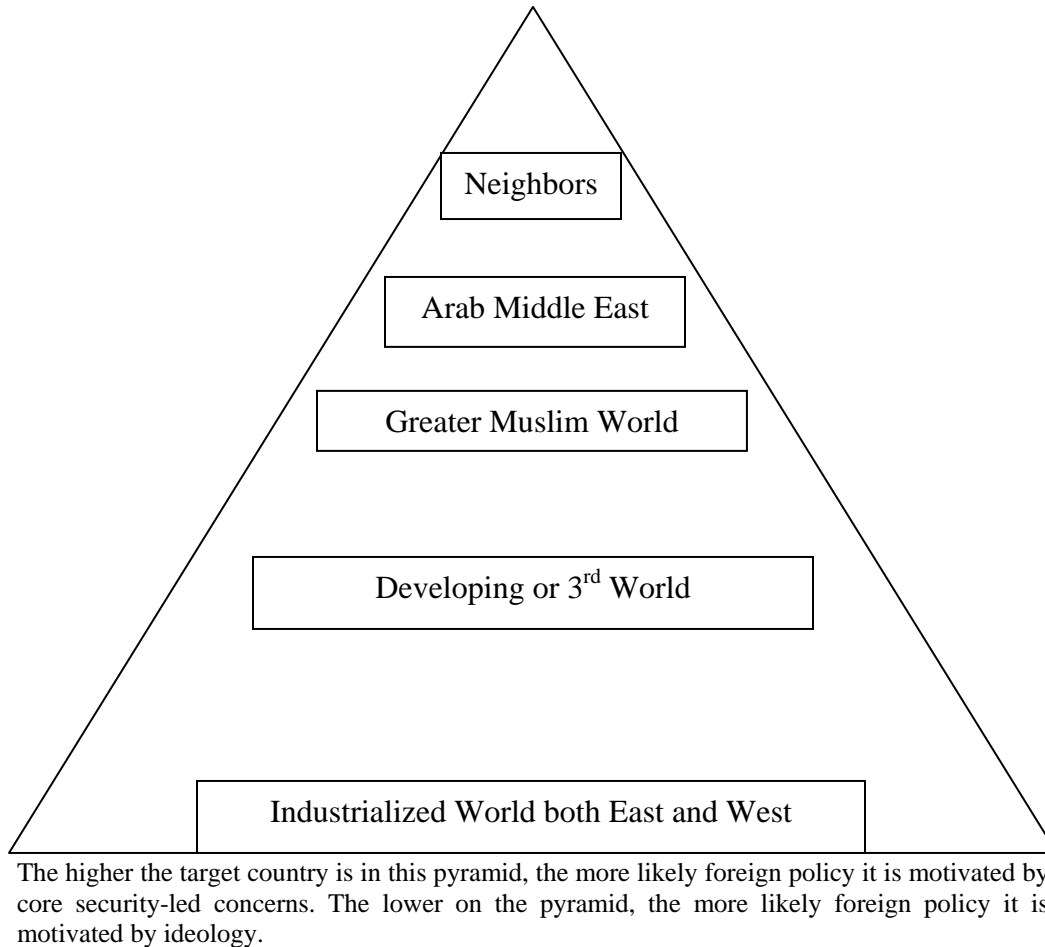 Neighbors
Arab Middle East
Greater Muslim World
Developing or 3rd World
Industrialized World both East and West
The higher the target country is in this pyramid, the more likely foreign policy it is motivated by
core security-led concerns. The lower on the pyramid, the more likely foreign policy it is
motivated by ideology.